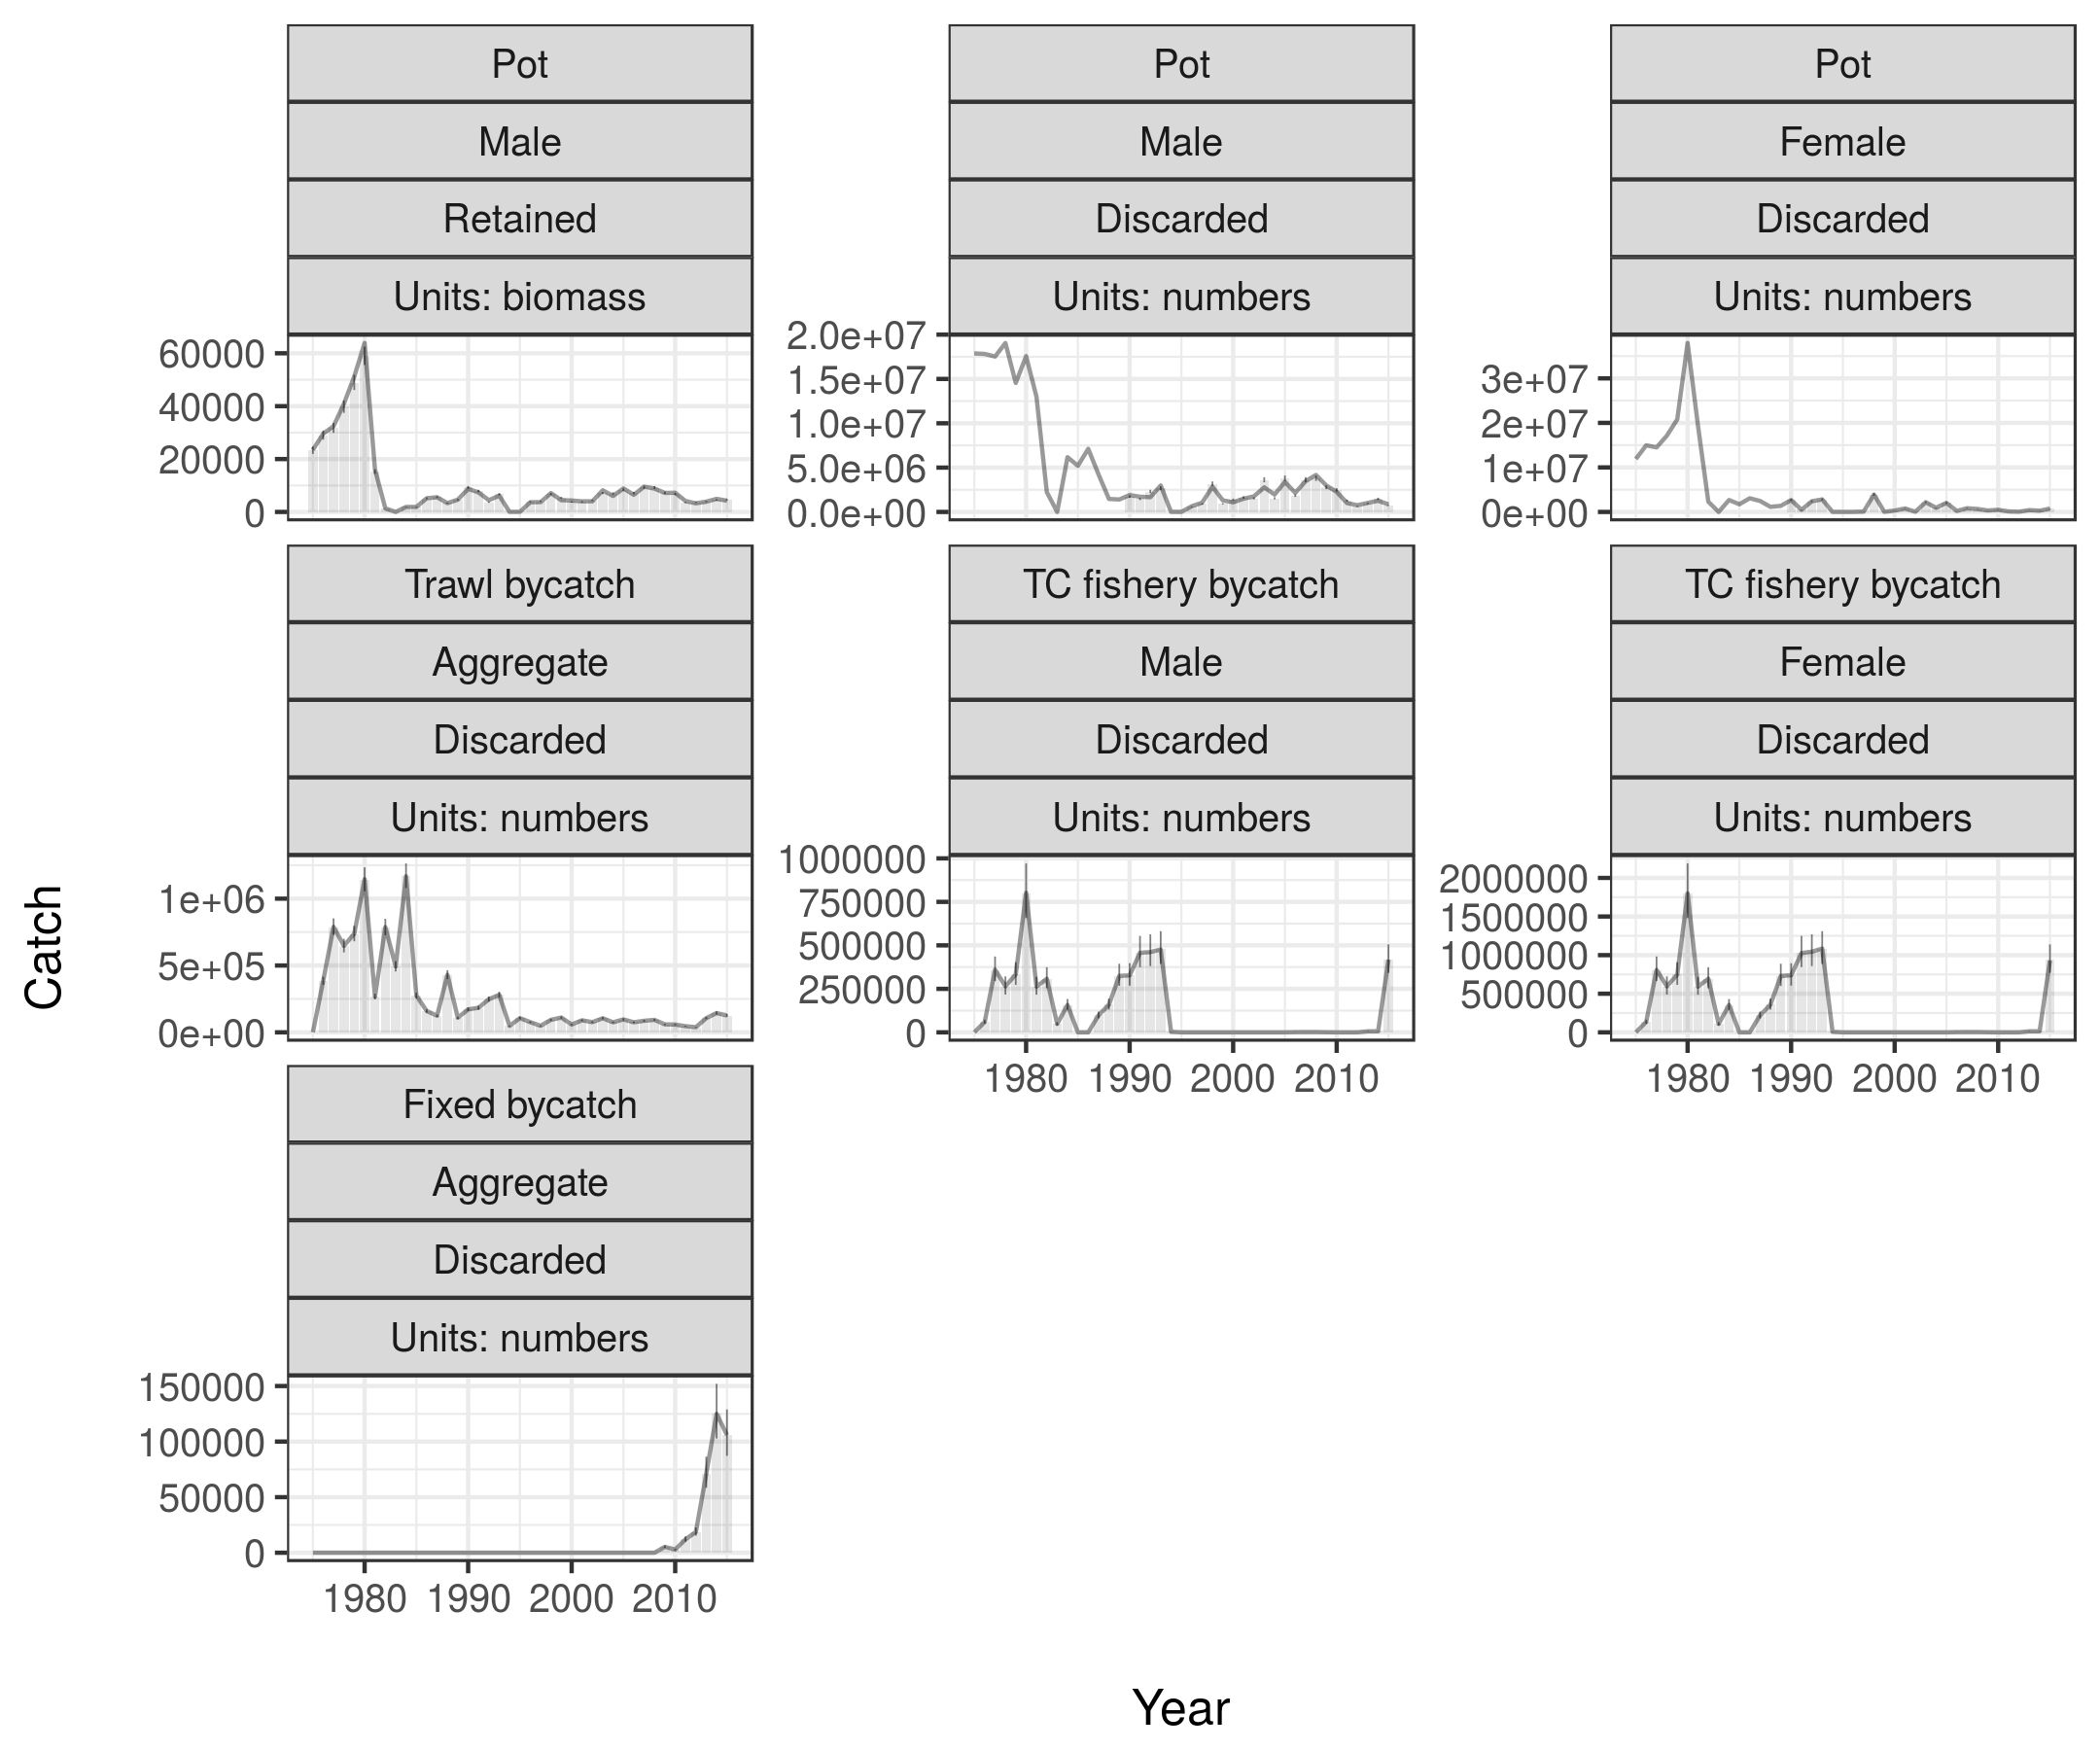 Pot
Male
Retained
Units: biomass
60000
40000
20000
0
Pot
Male
Discarded
Units: numbers
2.0e+07
1.5e+07
1.0e+07
5.0e+06
0.0e+00
Pot
Female
Discarded
Units: numbers
3e+07
2e+07
1e+07
0e+00
Trawl bycatch
Aggregate
Discarded
Units: numbers
1e+06
5e+05
0e+00
TC fishery bycatch
Male
Discarded
Units: numbers
1000000
750000
500000
250000
0
1980 1990 2000 2010
TC fishery bycatch
Female
Discarded
Units: numbers
2000000
1500000
1000000
500000
0
1980 1990 2000 2010
Fixed bycatch
Aggregate
Discarded
Units: numbers
150000
100000
50000
0
1980 1990 2000 2010
Catch
Year